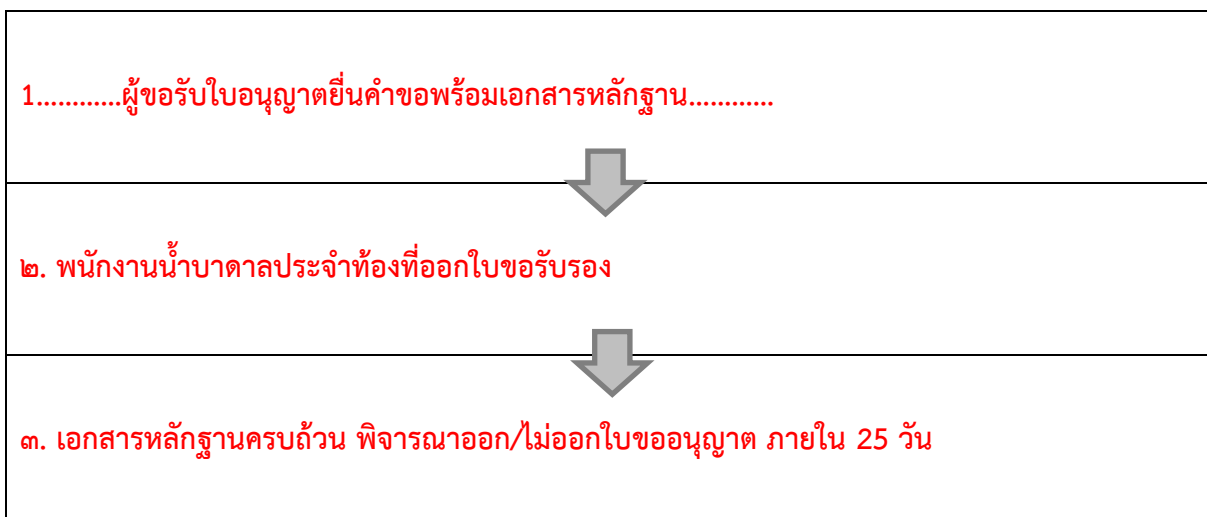 1............ผู้ขอรับใบอนุญาตยื่นคำขอพร้อมเอกสารหลักฐาน............
๒. พนักงานน้ำบาดาลประจำท้องที่ออกใบขอรับรอง
๓. เอกสารหลักฐานครบถ้วน พิจารณาออก/ไม่ออกใบขออนุญาต ภายใน 25 วัน